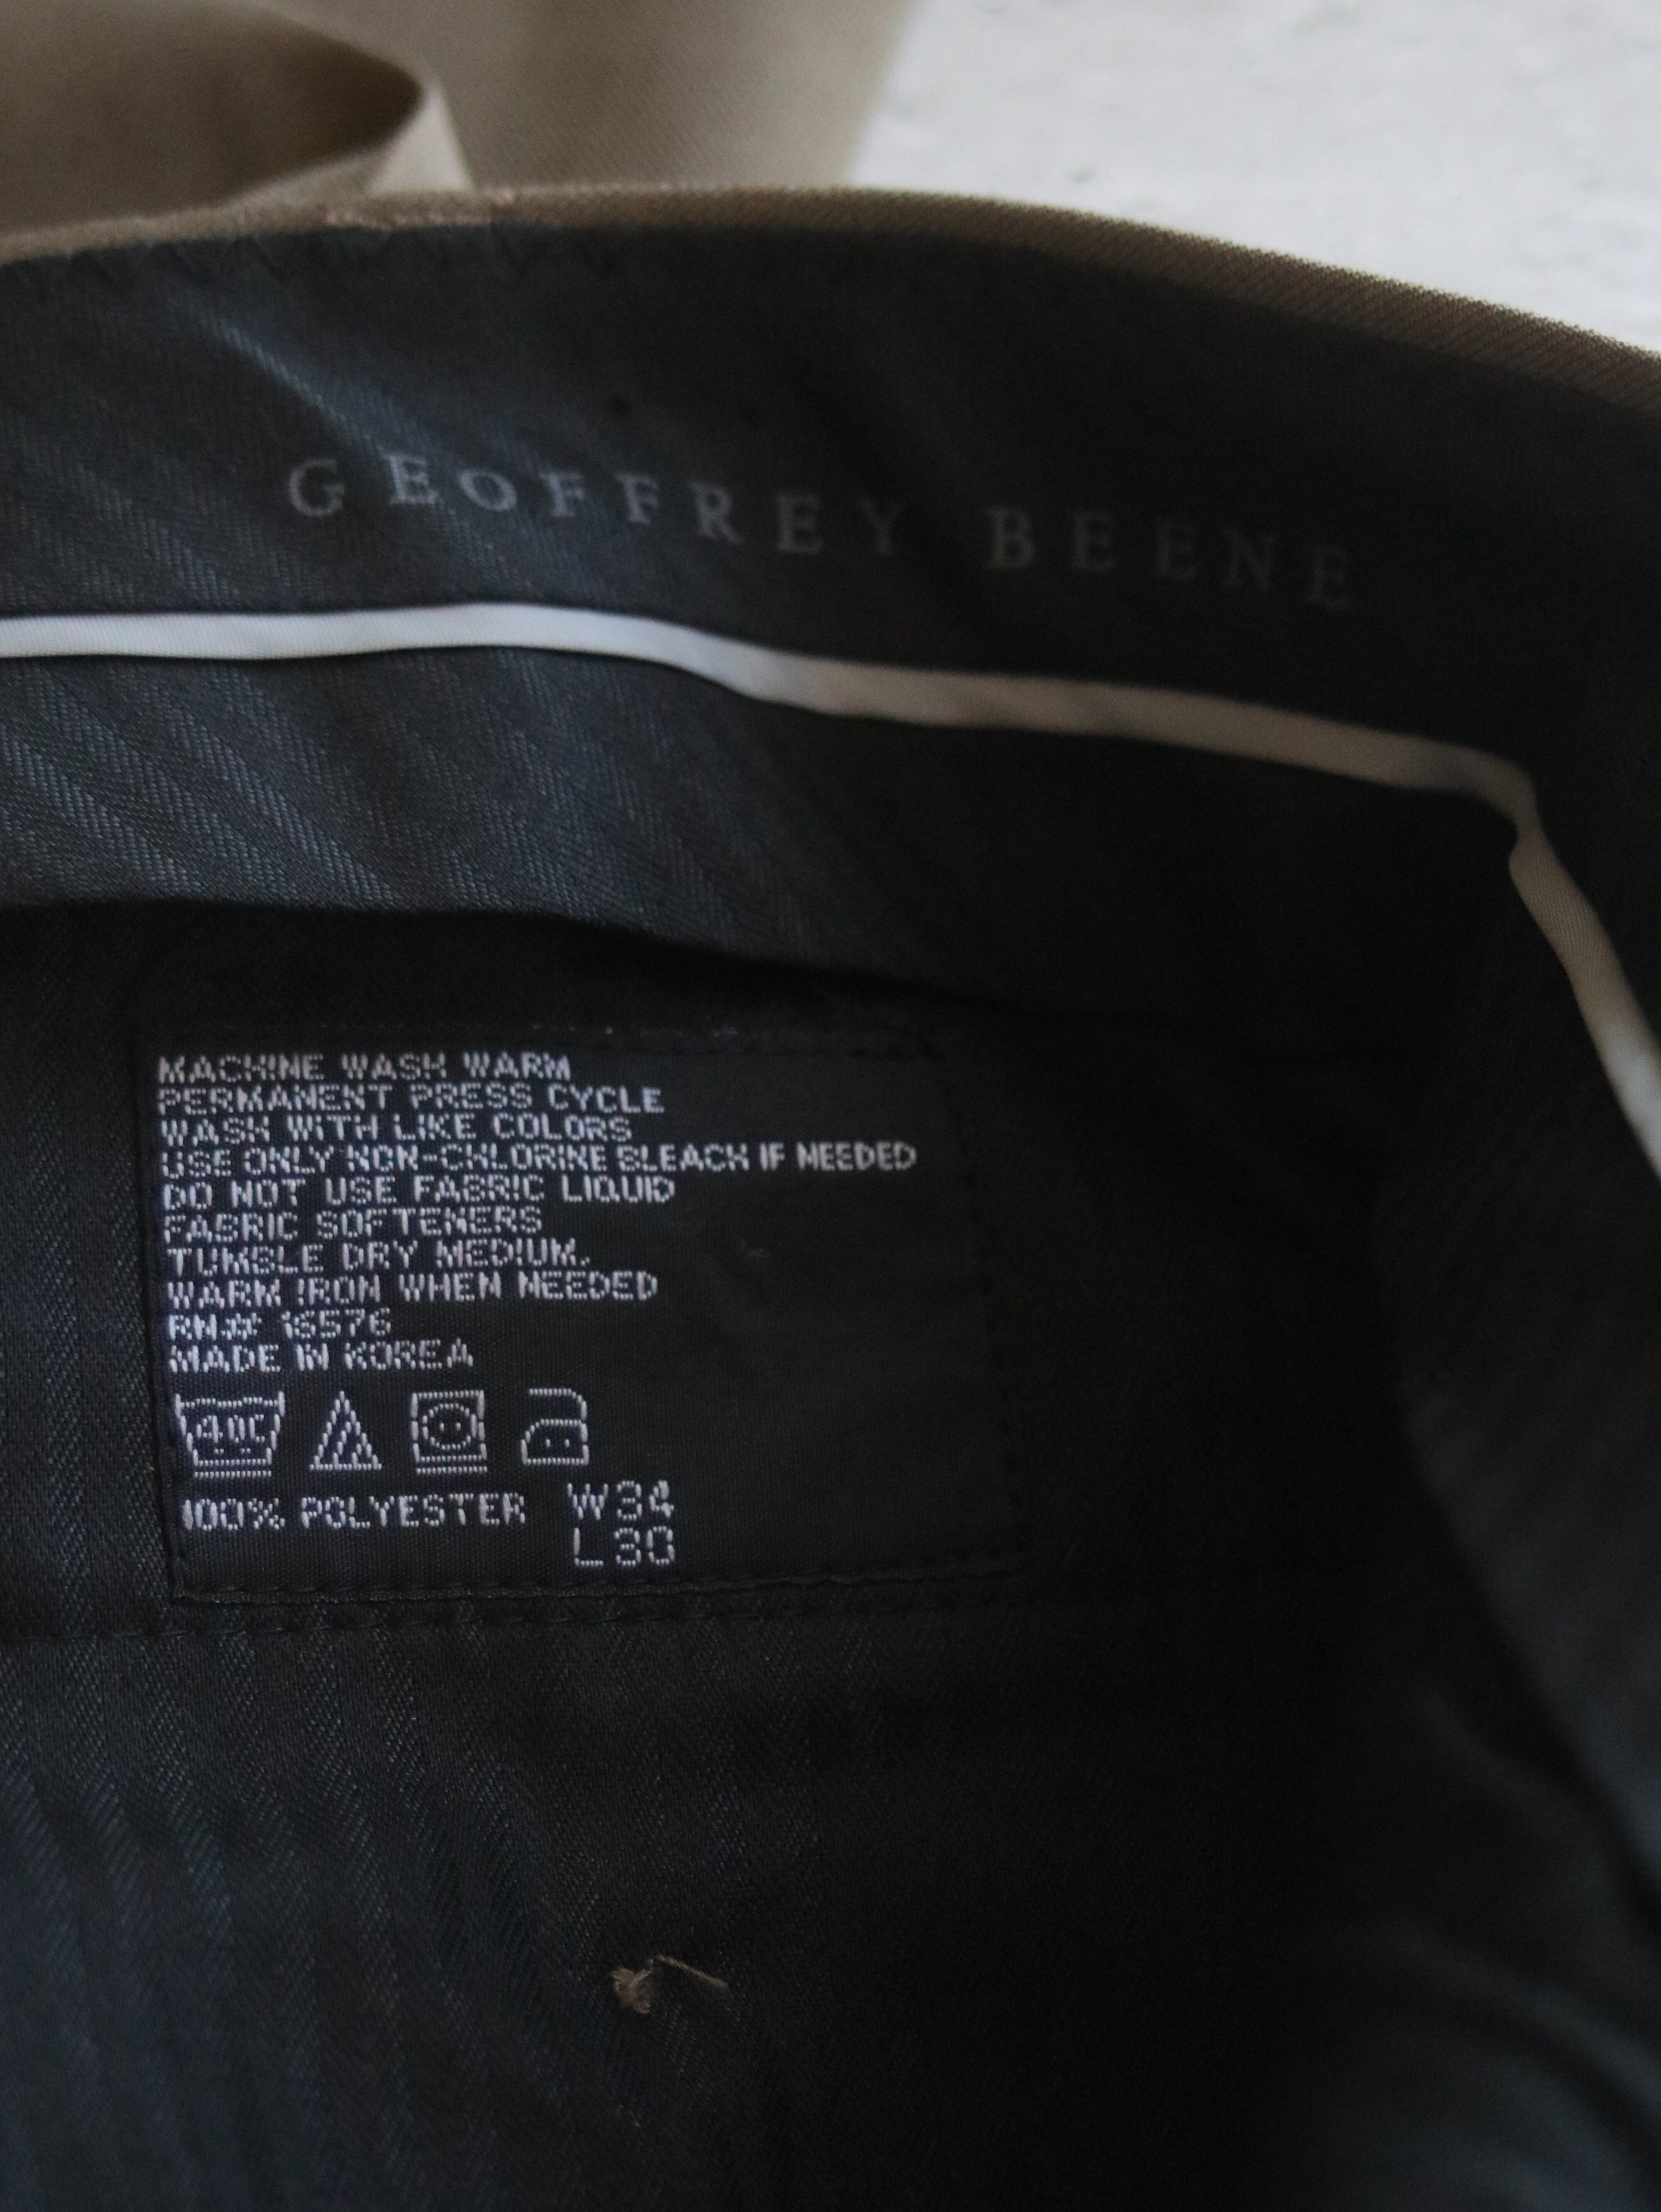 GEOFFREY BEENE
MACHINE WASH WARM
PERMANENT PRESS CYCLE
WASH WITH LIKE COLORS
USE ONLY NON-CHLORINE BLEACH IF NEEDED
DO NOT USE FABRIC LIQUID
FABRIC SOFTENERS
TUMBLE DRY MEDIUM.
WARM IRON WHEN NEEDED
RN.# 16576
MADE IN KOREA
40C
100% POLYESTER W34
L30